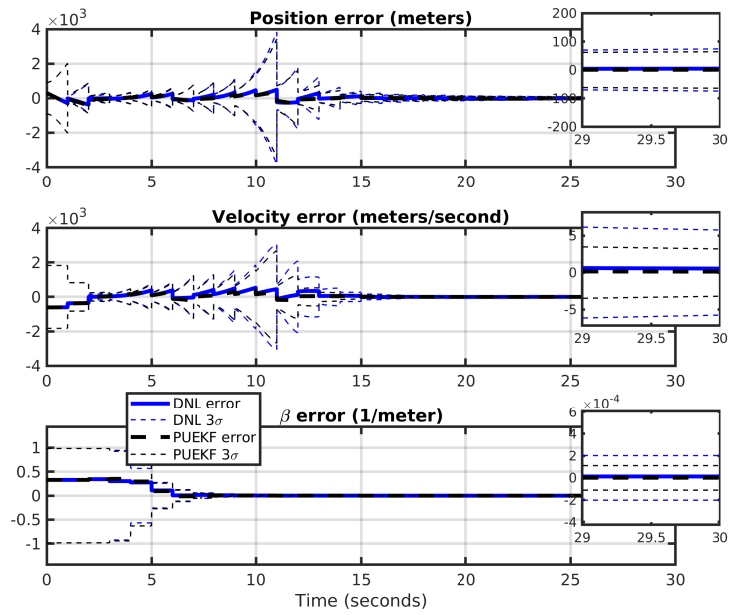 Position error (meters)
×10³
4
2
0
-2
-4
0 5 10 15 20 25 30
200
100
0
-100
-200
29 29.5 30
Velocity error (meters/second)
×10³
4
2
0
-2
-4
0 5 10 15 20 25 30
5
0
-5
29 29.5 30
β error (1/meter)
DNL error
DNL 3σ
PUEKF error
PUEKF 3σ
1
0.5
0
-0.5
-1
0 5 10 15 20 25 30
×10⁻⁴
6
4
2
0
-2
-4
29 29.5 30
Time (seconds)